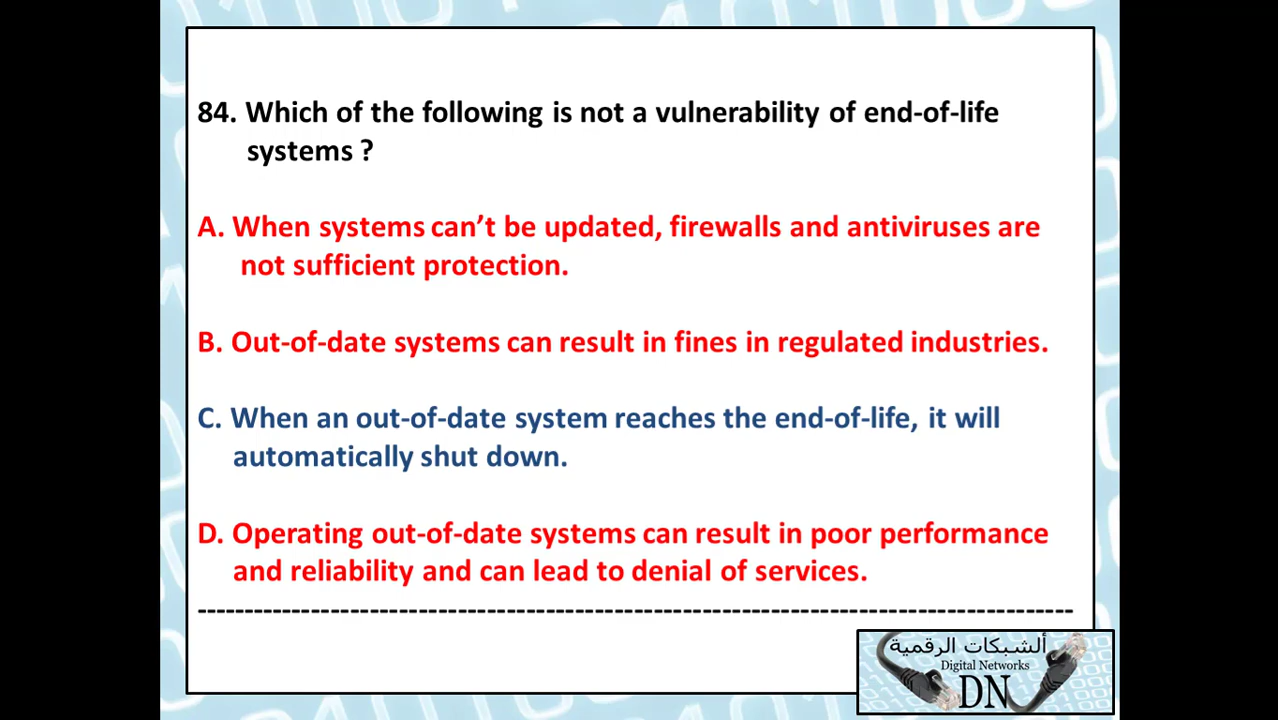 84. Which of the following is not a vulnerability of end-of-life
systems ?
A. When systems can’t be updated, firewalls and antiviruses are
not sufficient protection.
B. Out-of-date systems can result in fines in regulated industries.
C. When an out-of-date system reaches the end-of-life, it will
automatically shut down.
D. Operating out-of-date systems can result in poor performance
and reliability and can lead to denial of services.
---------------------------------------------------------------------------------------
ألشبكات الرقمية
Digital Networks
DN